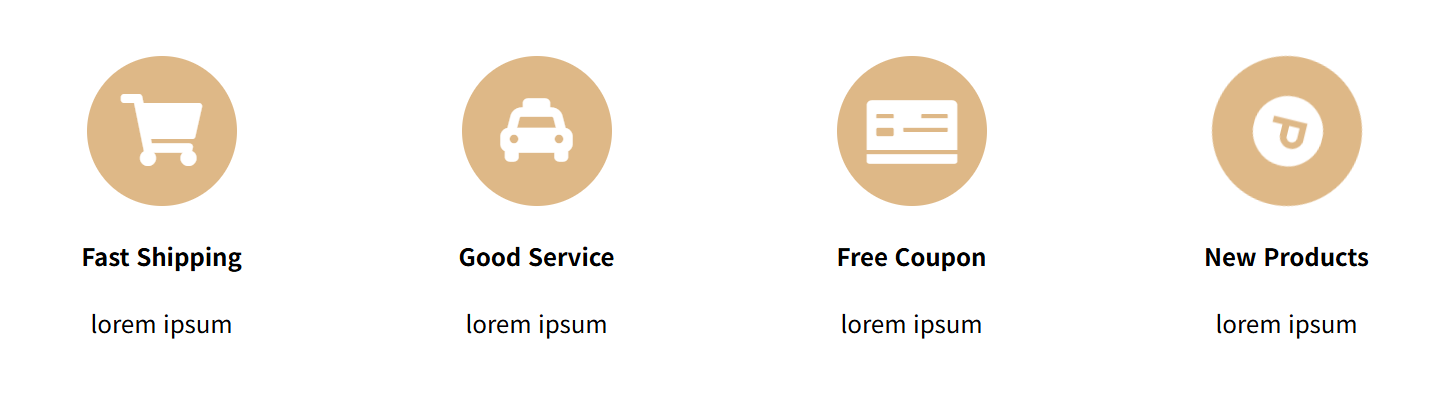 Fast Shipping
lorem ipsum
Good Service
lorem ipsum
Free Coupon
lorem ipsum
P
New Products
lorem ipsum